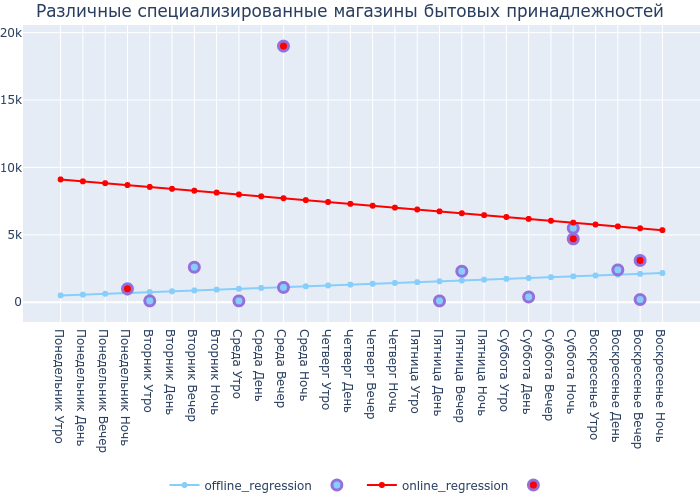 Различные специализированные магазины бытовых принадлежностей
20k
15k
10k
5k
0
Понедельник Утро
Понедельник День
Понедельник Вечер
Понедельник Ночь
Вторник Утро
Вторник День
Вторник Вечер
Вторник Ночь
Среда Утро
Среда День
Среда Вечер
Среда Ночь
Четверг Утро
Четверг День
Четверг Вечер
Четверг Ночь
Пятница Утро
Пятница День
Пятница Вечер
Пятница Ночь
Суббота Утро
Суббота День
Суббота Вечер
Суббота Ночь
Воскресенье Утро
Воскресенье День
Воскресенье Вечер
Воскресенье Ночь
offline_regression
online_regression